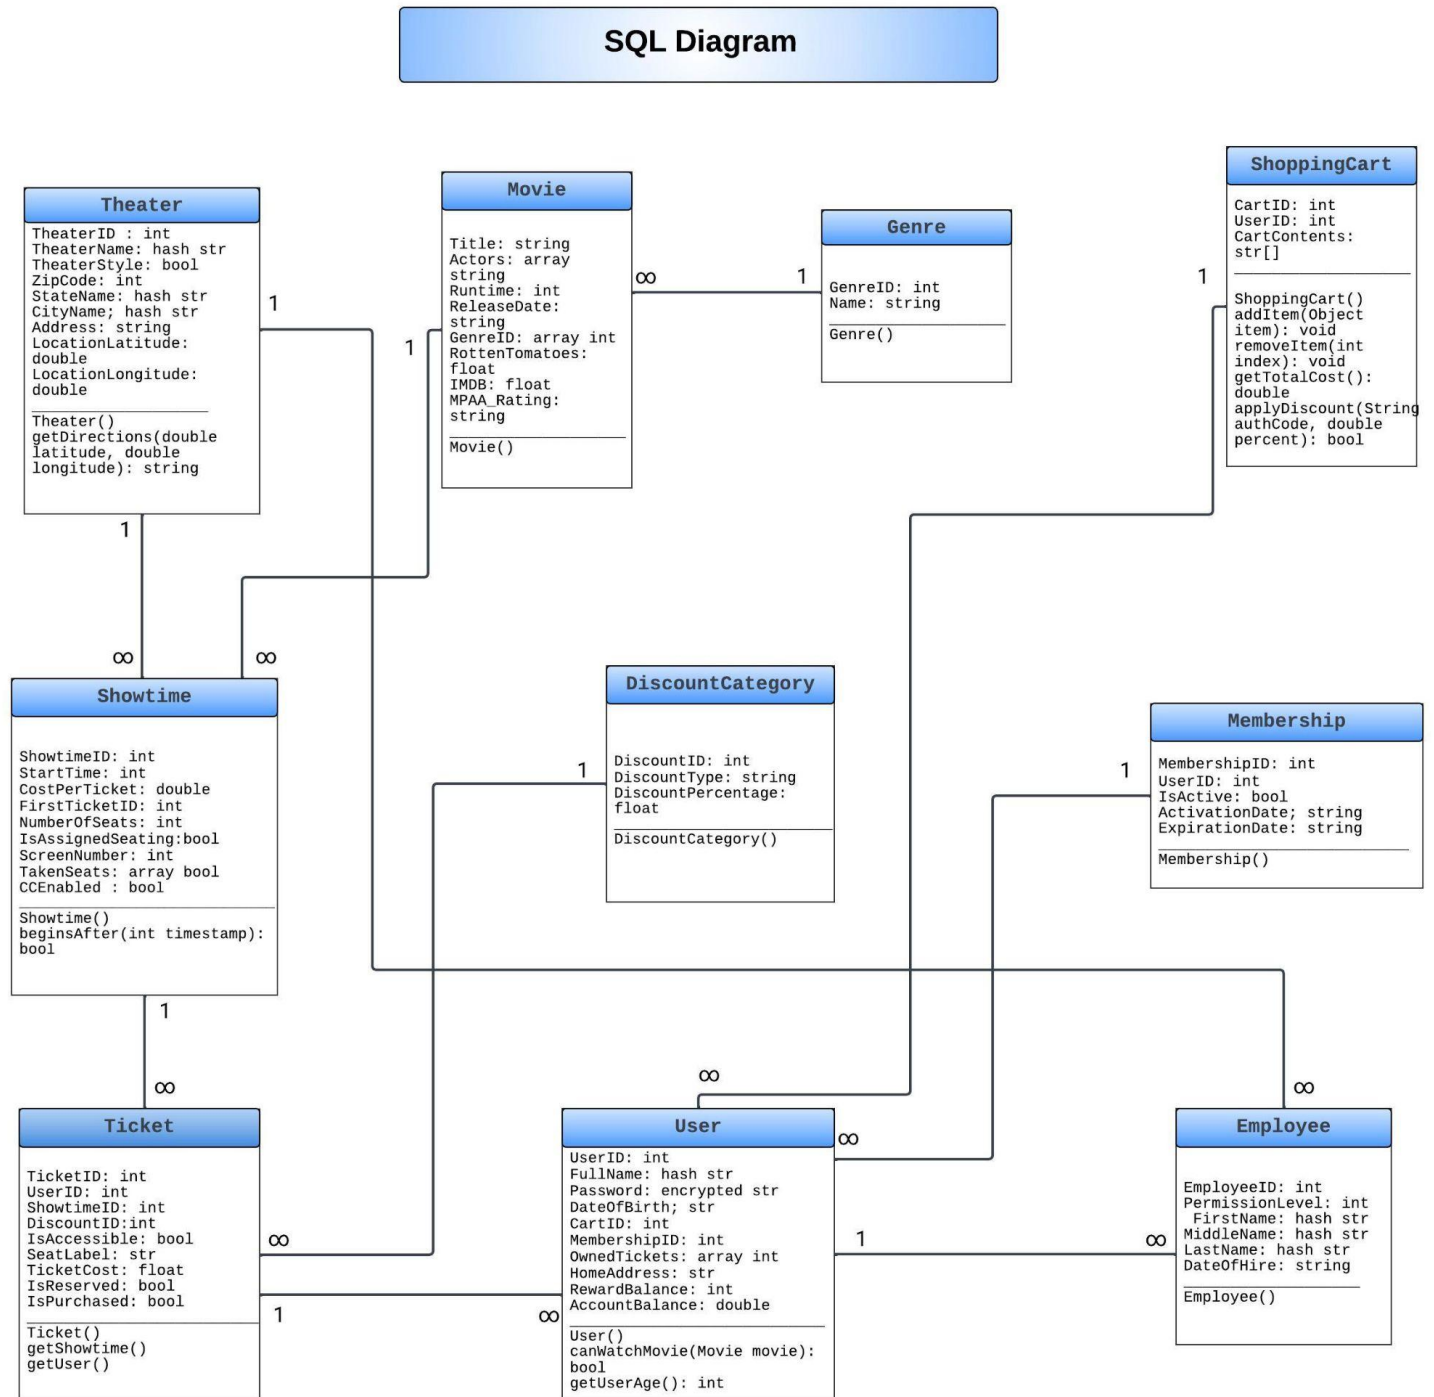 SQL Diagram
Theater
TheaterID : int
TheaterName: hash str
TheaterStyle: bool
ZipCode: int
StateName: hash str
CityName; hash str
Address: string
LocationLatitude:
double
LocationLongitude:
double
Theater()
getDirections(double
latitude, double
longitude): string
1
1
Movie
Title: string
Actors: array
string
Runtime: int
ReleaseDate:
string
GenreID: array int
RottenTomatoes:
float
IMDB: float
MPAA_Rating:
string
Movie()
∞
1
1
Genre
GenreID: int
Name: string
Genre()
ShoppingCart
CartID: int
UserID: int
CartContents:
str[]
ShoppingCart()
addItem(Object
item): void
removeItem(int
index): void
getTotalCost():
double
applyDiscount(String
authCode, double
percent): bool
1
∞
∞
Showtime
ShowtimeID: int
StartTime: int
CostPerTicket: double
FirstTicketID: int
NumberOfSeats: int
IsAssignedSeating:bool
ScreenNumber: int
TakenSeats: array bool
CCEnabled : bool
Showtime()
beginsAfter(int timestamp):
bool
1
DiscountCategory
DiscountID: int
DiscountType: string
DiscountPercentage:
float
DiscountCategory()
1
Membership
MembershipID: int
UserID: int
IsActive: bool
ActivationDate; string
ExpirationDate: string
Membership()
1
∞
Ticket
TicketID: int
UserID: int
ShowtimeID: int
DiscountID:int
IsAccessible: bool
SeatLabel: str
TicketCost: float
IsReserved: bool
IsPurchased: bool
Ticket()
getShowtime()
getUser()
∞
1
∞
∞
User
UserID: int
FullName: hash str
Password: encrypted str
DateOfBirth; str
CartID: int
MembershipID: int
OwnedTickets: array int
HomeAddress: str
RewardBalance: int
AccountBalance: double
User()
canWatchMovie(Movie movie):
bool
getUserAge(): int
∞
1
∞
∞
Employee
EmployeeID: int
PermissionLevel: int
FirstName: hash str
MiddleName: hash str
LastName: hash str
DateOfHire: string
Employee()